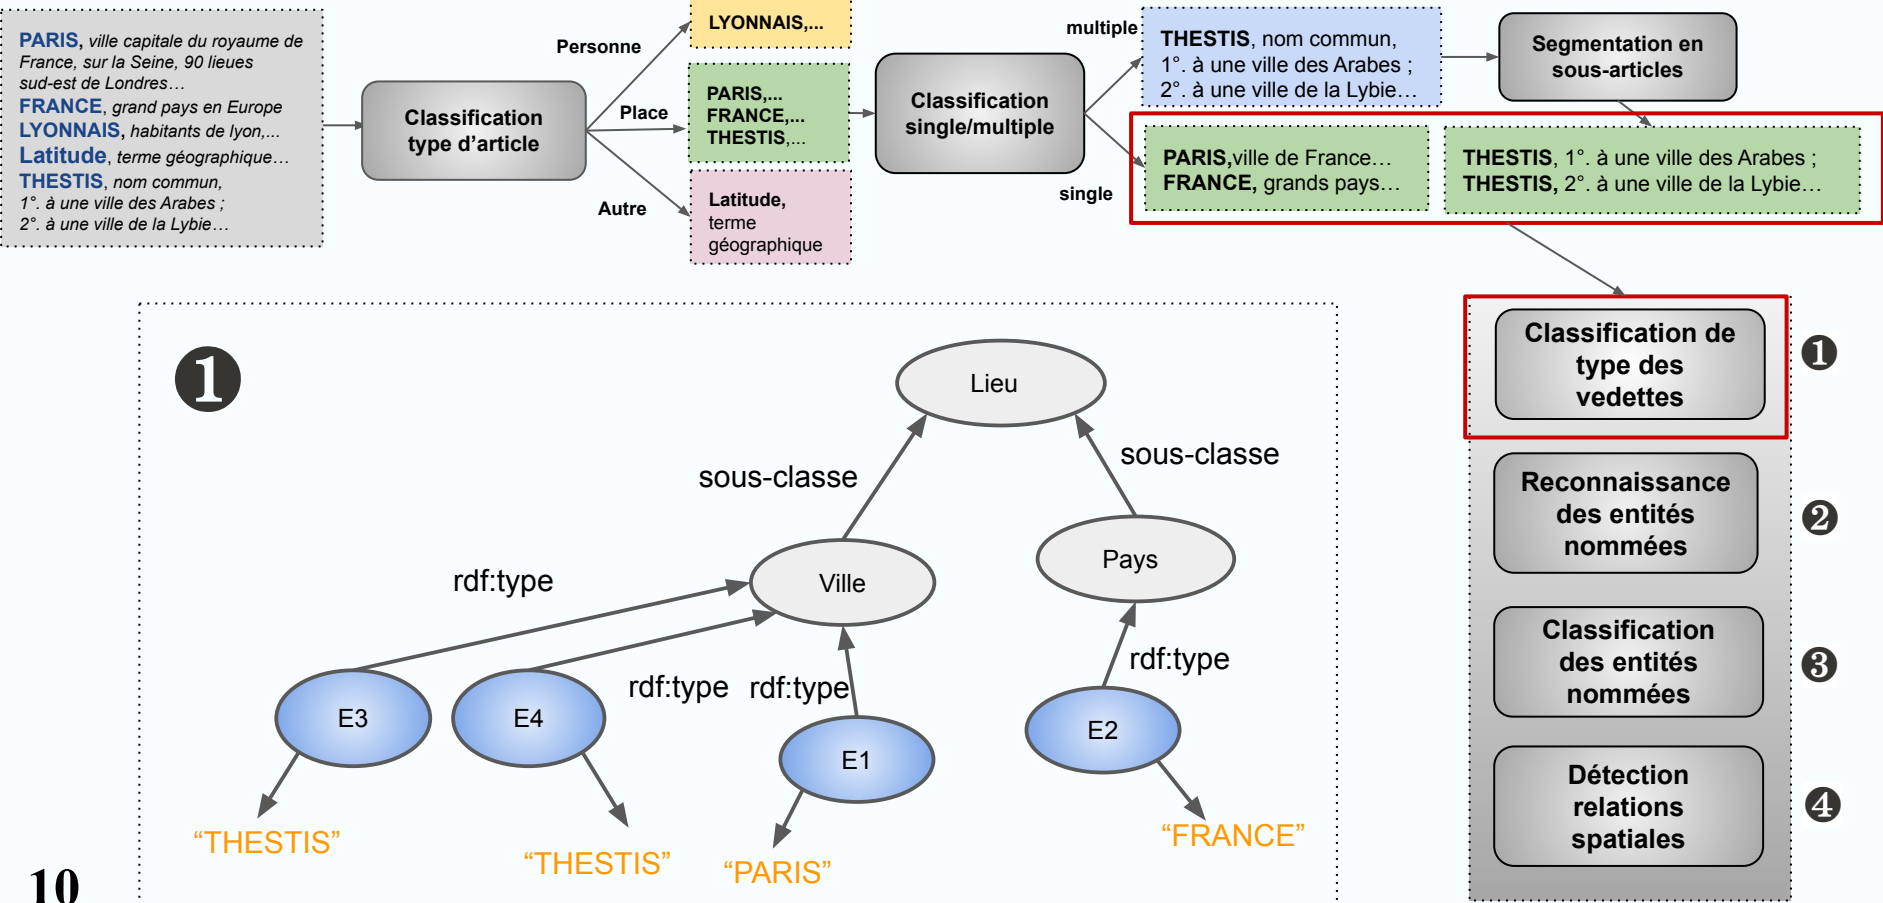 PARIS, ville capitale du royaume de
France, sur la Seine, 90 lieues
sud-est de Londres…
FRANCE, grand pays en Europe
LYONNAIS, habitants de lyon,...
Latitude, terme géographique…
THESTIS, nom commun,
1°. à une ville des Arabes ;
2°. à une ville de la Lybie…
Classification
type d’article
Personne
Place
Autre
LYONNAIS,...
PARIS,...
FRANCE,...
THESTIS,...
Latitude,
terme
géographique
Classification
single/multiple
multiple
single
THESTIS, nom commun,
1°. à une ville des Arabes ;
2°. à une ville de la Lybie…
Segmentation en
sous-articles
PARIS,ville de France…
FRANCE, grands pays…
THESTIS, 1°. à une ville des Arabes ;
THESTIS, 2°. à une ville de la Lybie…
❶
Lieu
sous-classe
sous-classe
Ville
Pays
rdf:type
rdf:type
rdf:type
rdf:type
E3
E4
E1
E2
“THESTIS”
“THESTIS”
“PARIS”
“FRANCE”
Classification de
type des
vedettes
❶
Reconnaissance
des entités
nommées
❷
Classification
des entités
nommées
❸
Détection
relations
spatiales
❹
10